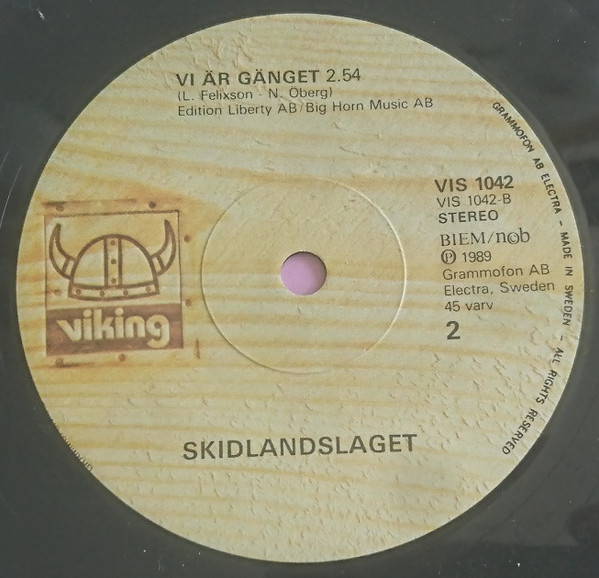 VI ÄR GÄNGET 2.54
(L. Felixson - N. Öberg)
Edition Liberty AB/Big Horn Music AB
VIS 1042
VIS 1042-B
STEREO
BIEM/n©b
℗ 1989
Grammofon AB
Electra, Sweden
45 varv
2
viking
SKIDLANDSLAGET
GRAMMOFON AB ELECTRA – MADE IN SWEDEN – ALL RIGHTS RESERVED